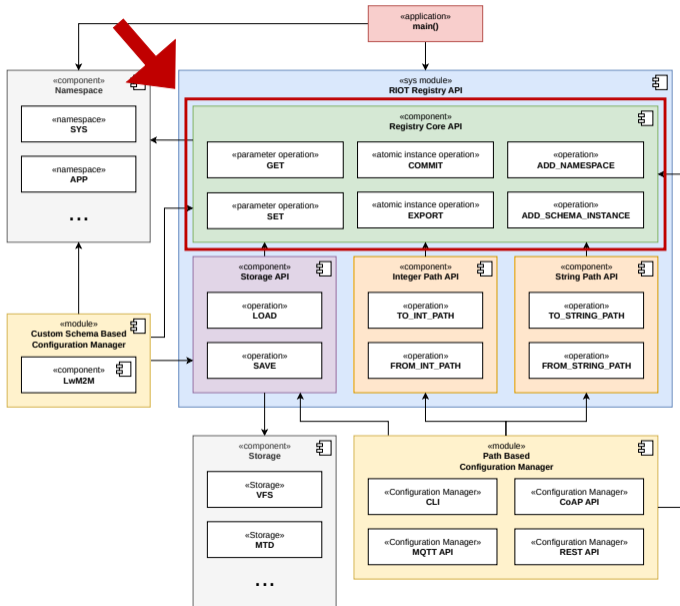 «application»
main()
«component»
Namespace
«namespace»
SYS
«namespace»
APP
...
«sys module»
RIOT Registry API
«component»
Registry Core API
«parameter operation»
GET
«atomic instance operation»
COMMIT
«operation»
ADD_NAMESPACE
«parameter operation»
SET
«atomic instance operation»
EXPORT
«operation»
ADD_SCHEMA_INSTANCE
«component»
Storage API
«operation»
LOAD
«operation»
SAVE
«component»
Integer Path API
«operation»
TO_INT_PATH
«operation»
FROM_INT_PATH
«component»
String Path API
«operation»
TO_STRING_PATH
«operation»
FROM_STRING_PATH
«module»
Custom Schema Based
Configuration Manager
«component»
LwM2M
«component»
Storage
«Storage»
VFS
«Storage»
MTD
...
«module»
Path Based
Configuration Manager
«Configuration Manager»
CLI
«Configuration Manager»
CoAP API
«Configuration Manager»
MQTT API
«Configuration Manager»
REST API